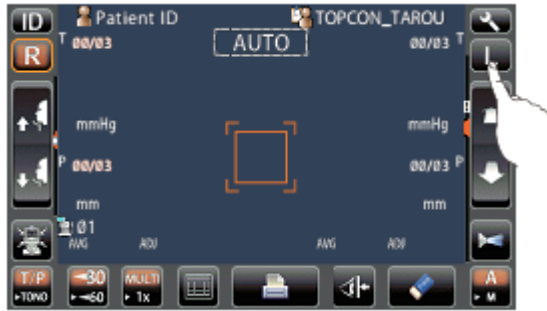 ID Patient ID TOPCON_TAROU
R T 00/03 AUTO 00/03 T L
mmHg mmHg
P 00/03 00/03 P
mm mm
01
AVG ADJ AVG ADJ
T/P 30 MULTI A
TONO 60 1x M